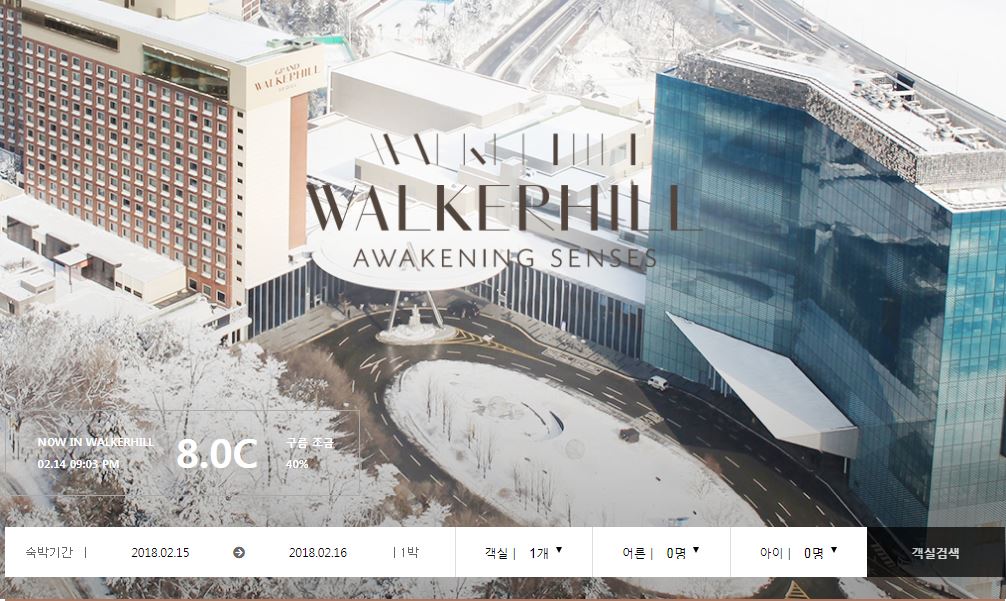 GRAND
WALKERHILL
SEOUL
WALKERHILL
AWAKENING SENSES
NOW IN WALKERHILL
02.14 09:03 PM
8.0C
구름 조금
40%
숙박기간 | 2018.02.15 2018.02.16 | 1박 객실 | 1개 ▼ 어른 | 0명 ▼ 아이 | 0명 ▼ 객실검색